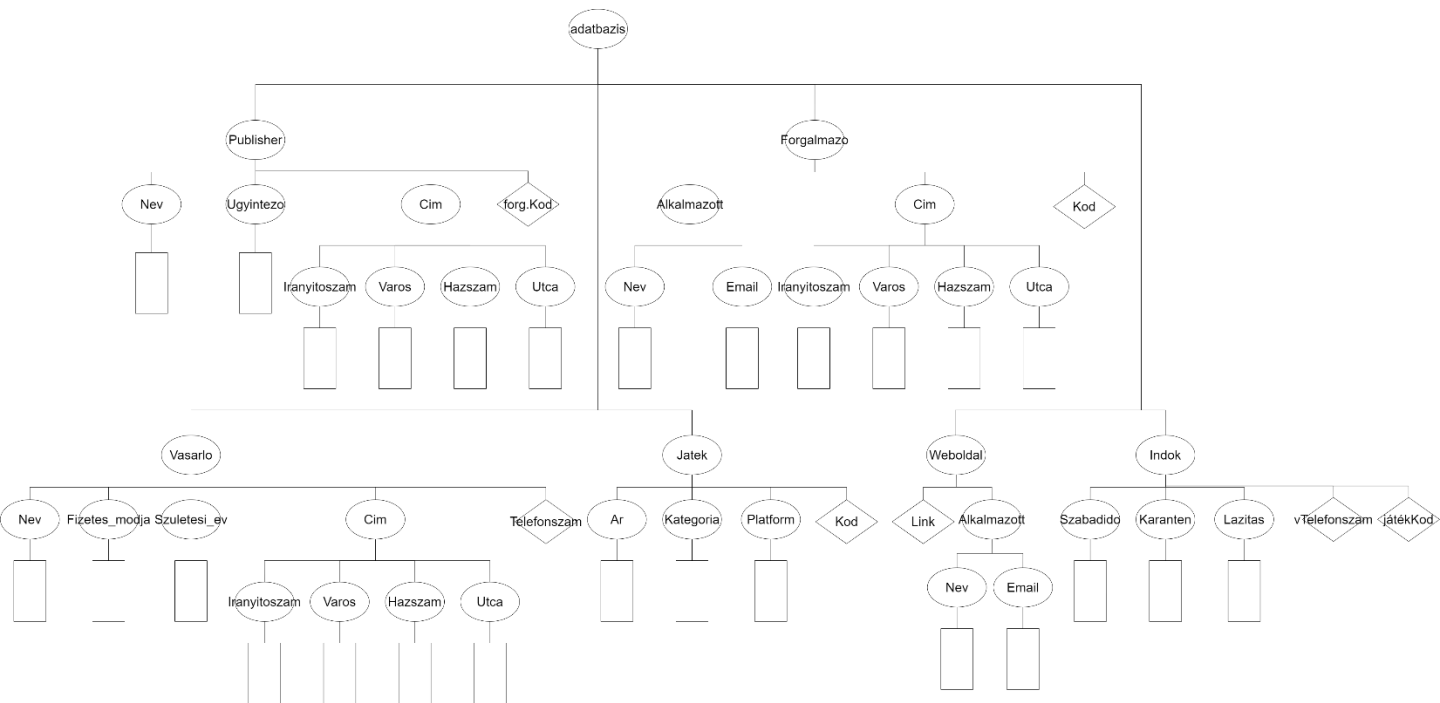 adatbazis
Publisher
Forgalmazo
Nev
Ugyintezo
Cim
forg.Kod
Alkalmazott
Cim
Kod
Iranyitoszam
Varos
Hazszam
Utca
Nev
Email
Iranyitoszam
Varos
Hazszam
Utca
Vasarlo
Jatek
Weboldal
Indok
Nev
Fizetes_modja
Szuletesi_ev
Cim
Telefonszam
Ar
Kategoria
Platform
Kod
Link
Alkalmazott
Szabadido
Karanten
Lazitas
vTelefonszam
játékKod
Iranyitoszam
Varos
Hazszam
Utca
Nev
Email